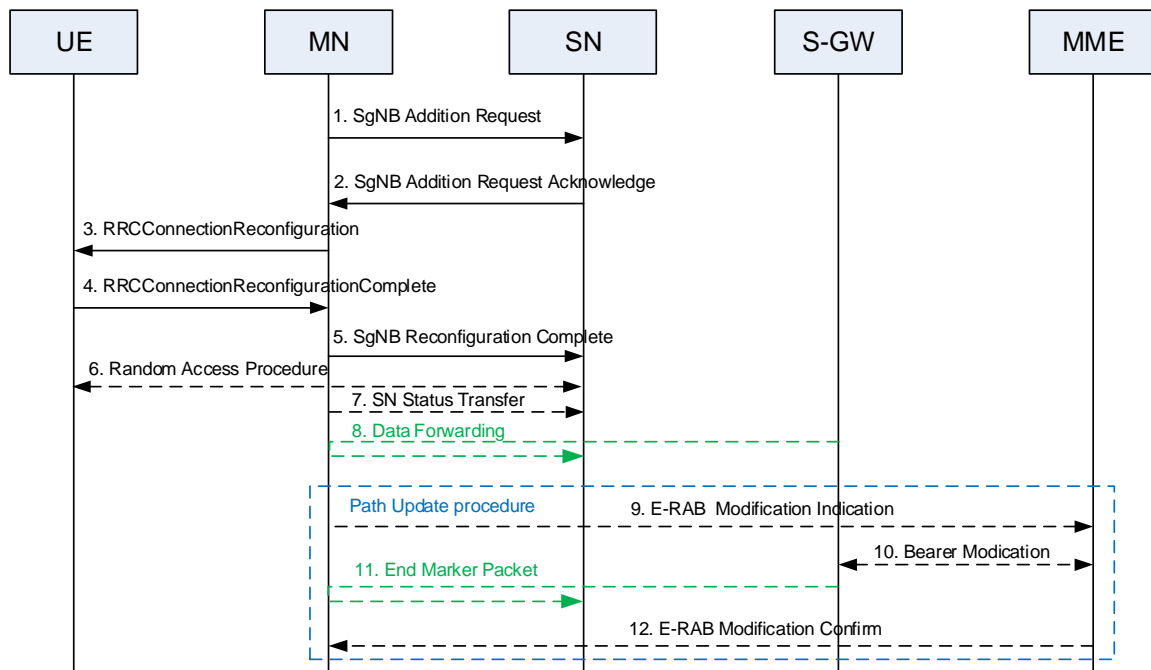 UE
MN
SN
S-GW
MME
1. SgNB Addition Request
2. SgNB Addition Request Acknowledge
3. RRCConnectionReconfiguration
4. RRCConnectionReconfigurationComplete
5. SgNB Reconfiguration Complete
6. Random Access Procedure
7. SN Status Transfer
8. Data Forwarding
Path Update procedure
9. E-RAB Modification Indication
10. Bearer Modication
11. End Marker Packet
12. E-RAB Modification Confirm